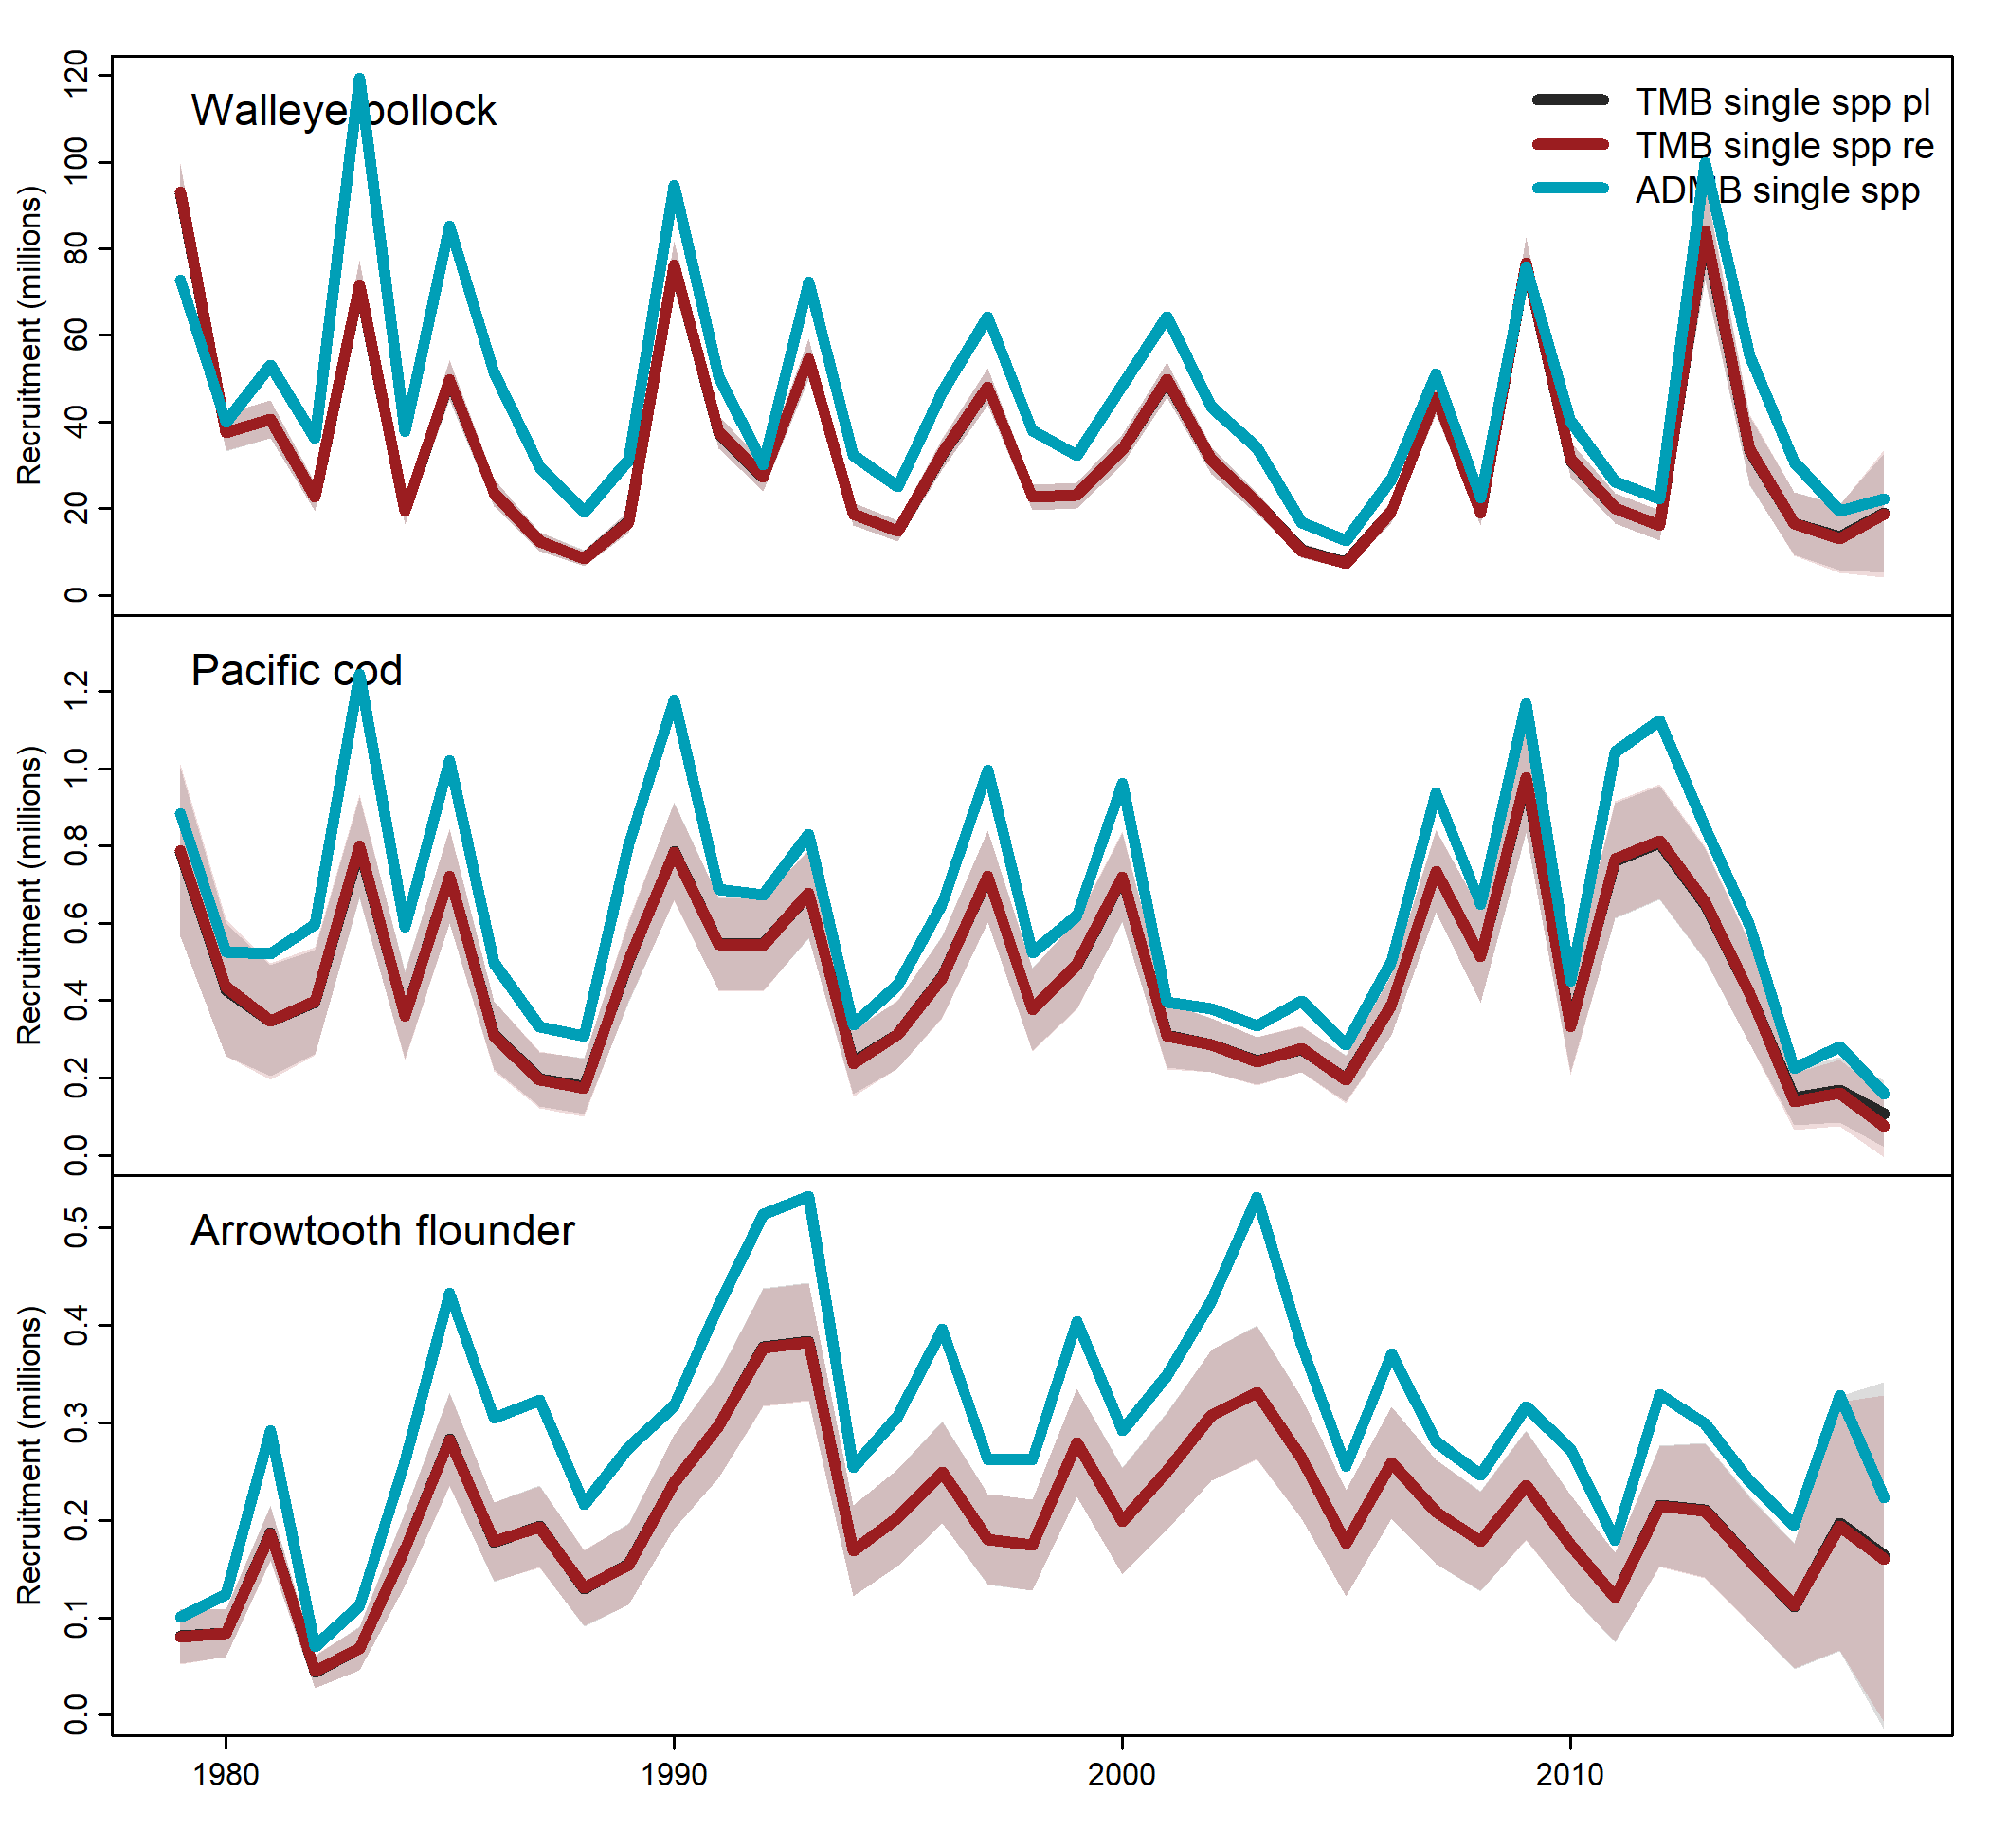 Walleye pollock
TMB single spp pl
TMB single spp re
ADMB single spp
Recruitment (millions)
120
100
80
60
40
20
0
Pacific cod
Recruitment (millions)
1.2
1.0
0.8
0.6
0.4
0.2
0.0
Arrowtooth flounder
Recruitment (millions)
0.5
0.4
0.3
0.2
0.1
0.0
1980 1990 2000 2010